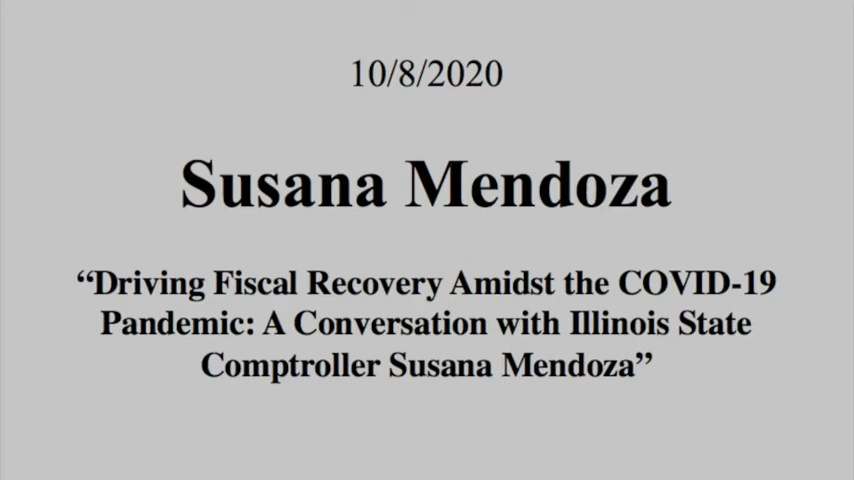 10/8/2020
Susana Mendoza
“Driving Fiscal Recovery Amidst the COVID-19
Pandemic: A Conversation with Illinois State
Comptroller Susana Mendoza”